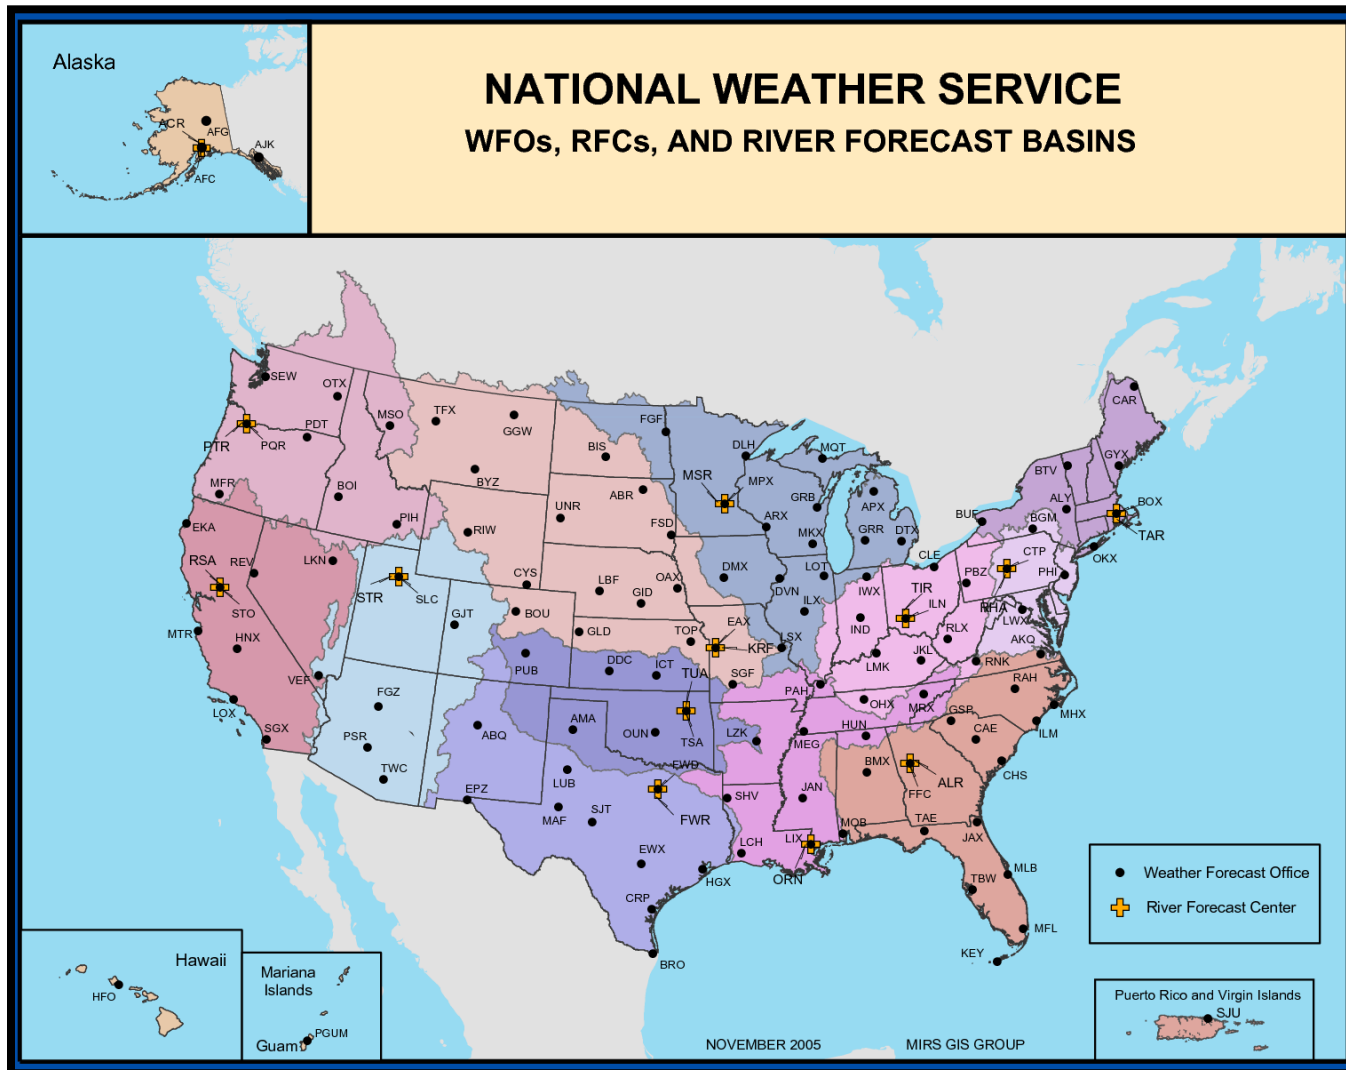 Alaska
NATIONAL WEATHER SERVICE
WFOs, RFCs, AND RIVER FORECAST BASINS
ACR
AFG
AJK
AFC
SEW
OTX
MSO
TFX
GGW
FGF
CAR
PTR
PQR
PDT
BIS
DLH
MQT
BTV
GYX
MFR
BOI
BYZ
ABR
MSR
MPX
GRB
APX
ALY
BOX
EKA
PIH
RIW
UNR
FSD
ARX
MKX
GRR
DTX
BUF
BGM
TAR
RSA
REV
LKN
STR
SLC
CYS
LBF
OAX
DMX
LOT
CLE
CTP
OKX
STO
GJT
BOU
GID
DVN
ILX
IWX
TIR
ILN
PBZ
PHI
MTR
HNX
GLD
TOP
EAX
KRF
LSX
IND
RLX
RHA
LWX
AKQ
VEF
FGZ
PUB
DDC
ICT
TUA
SGF
PAH
LMK
JKL
RNK
RAH
LOX
SGX
PSR
ABQ
AMA
OUN
TSA
LZK
MEG
OHX
HUN
MRX
GSP
MHX
TWC
EPZ
LUB
FWD
CAE
ILM
BMX
FFC
ALR
CHS
MAF
SJT
FWR
SHV
JAN
MOB
TAE
JAX
EWX
LCH
LIX
ORN
HGX
CRP
TBW
MLB
BRO
KEY
MFL
Weather Forecast Office
River Forecast Center
Hawaii
HFO
Mariana
Islands
PGUM
Guam
Puerto Rico and Virgin Islands
SJU
NOVEMBER 2005
MIRS GIS GROUP